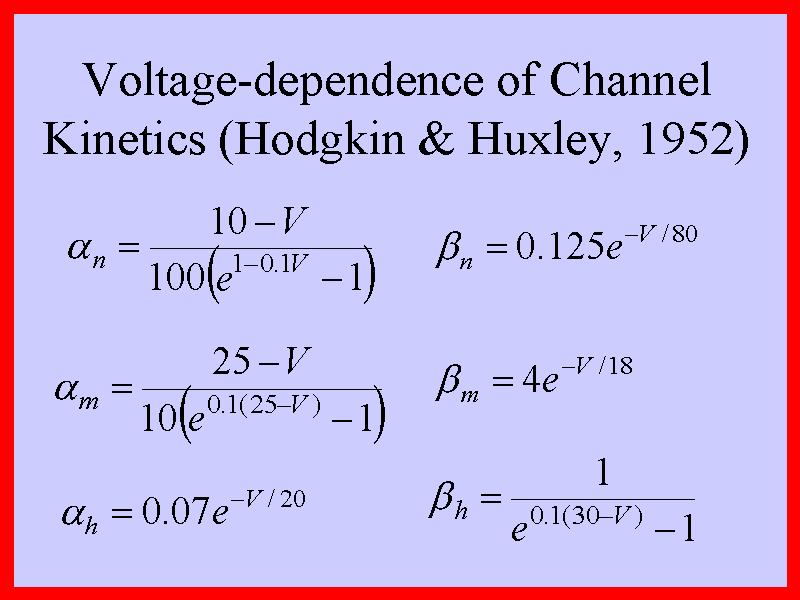 Voltage-dependence of Channel
Kinetics (Hodgkin & Huxley, 1952)
αₙ = (10 − V) / (100(e^(1−0.1V) − 1))
βₙ = 0.125e^(−V/80)
αₘ = (25 − V) / (10(e^(0.1(25−V)) − 1))
βₘ = 4e^(−V/18)
αₕ = 0.07e^(−V/20)
βₕ = 1 / (e^(0.1(30−V)) − 1)